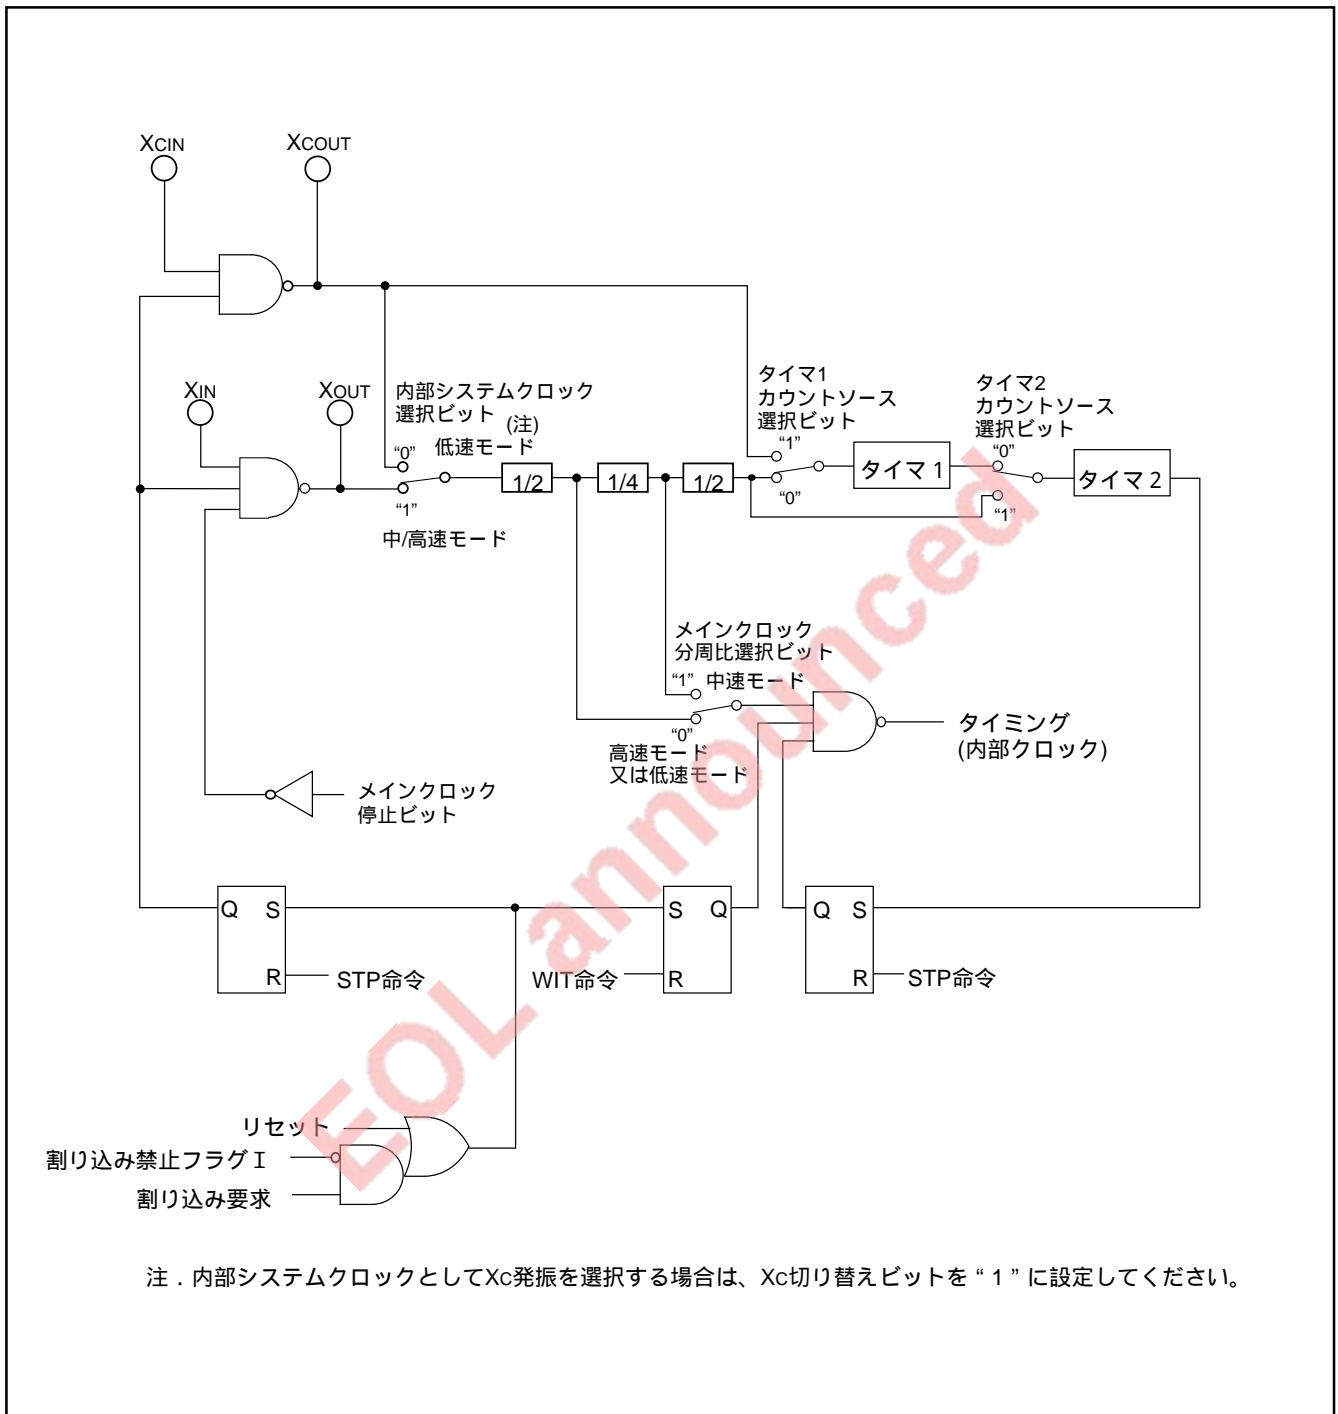 XCIN
XCOUT
XIN
XOUT
内部システムクロック
選択ビット
(注)
“0”
低速モード
“1”
中/高速モード
1/2
1/4
1/2
タイマ1
カウントソース
選択ビット
“1”
“0”
タイマ 1
タイマ2
カウントソース
選択ビット
“0”
“1”
タイマ 2
メインクロック
分周比選択ビット
“1” 中速モード
“0”
高速モード
又は低速モード
タイミング
(内部クロック)
メインクロック
停止ビット
Q S
R
STP命令
WIT命令
S Q
R
Q S
R
STP命令
リセット
割り込み禁止フラグ I
割り込み要求
注．内部システムクロックとしてXC発振を選択する場合は、XC切り替えビットを“1”に設定してください。
EOL announced